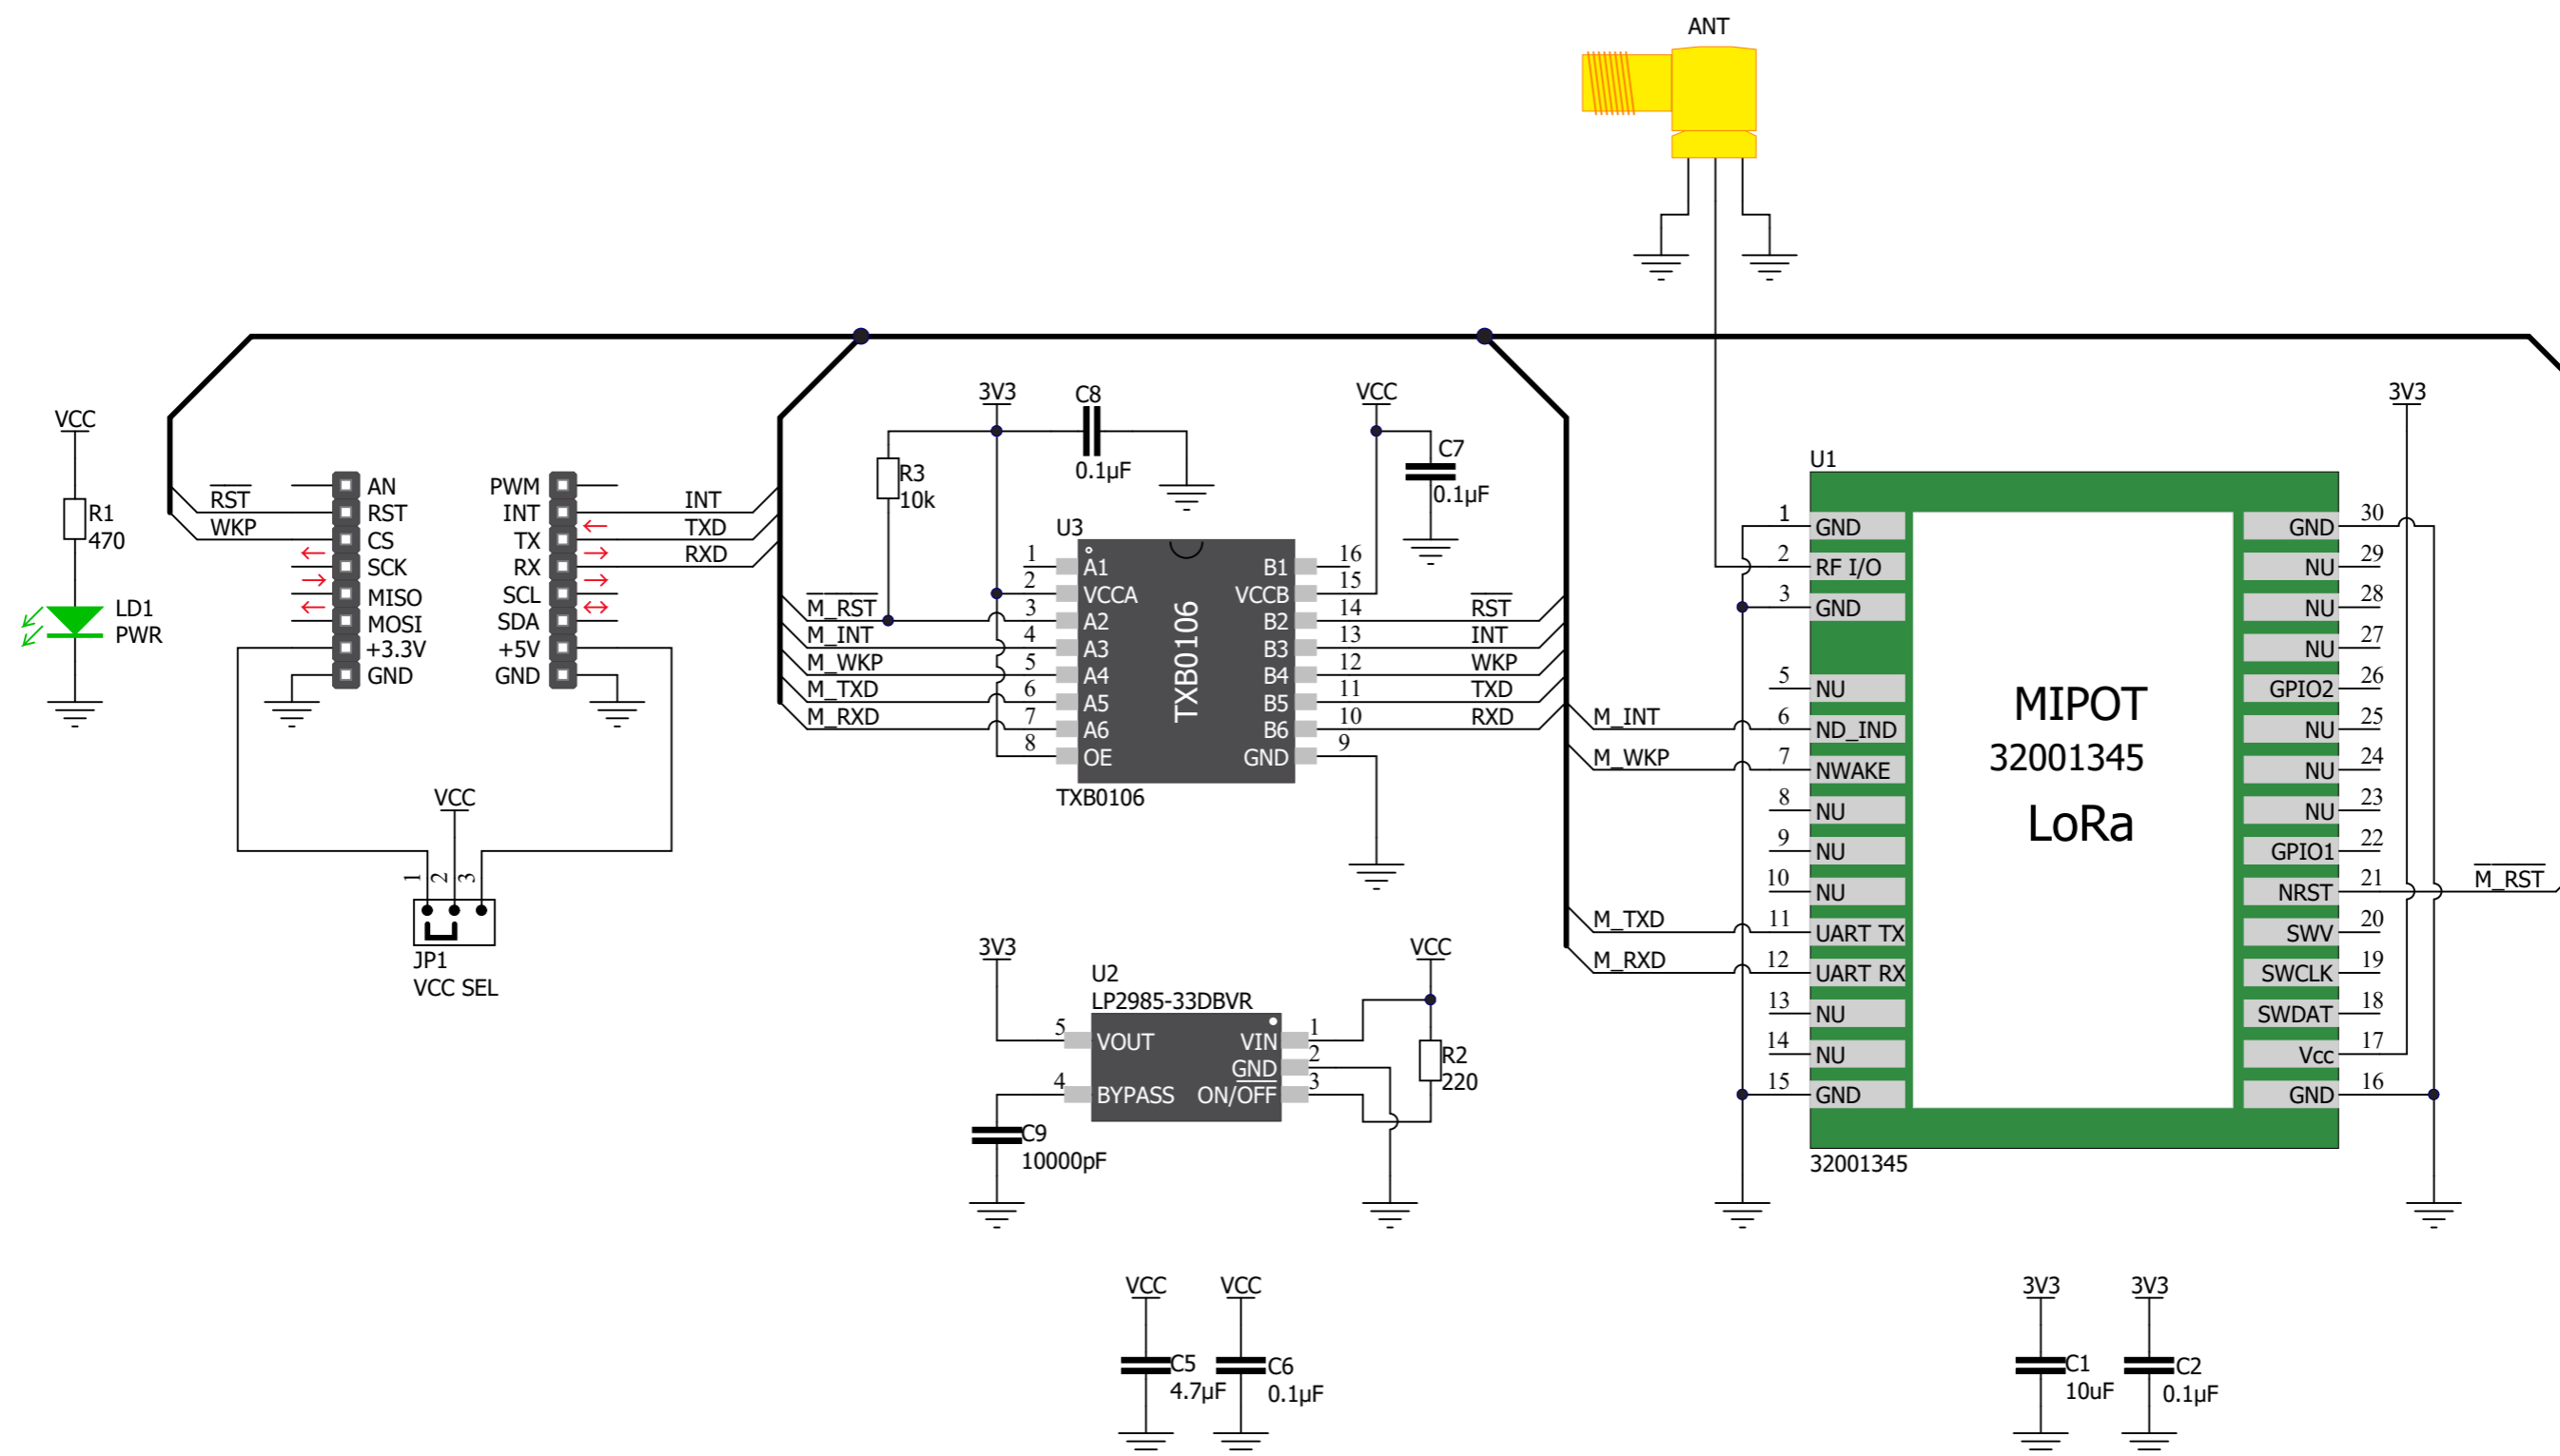 ANT
VCC
R1
470
LD1
PWR
RST
WKP
AN
RST
CS
SCK
MISO
MOSI
+3.3V
GND
PWM
INT
TX
RX
SCL
SDA
+5V
GND
INT
TXD
RXD
VCC
1
2
3
JP1
VCC SEL
3V3
C8
0.1µF
R3
10k
VCC
C7
0.1µF
U3
M_RST
M_INT
M_WKP
M_TXD
M_RXD
1
2
3
4
5
6
7
8
A1
VCCA
A2
A3
A4
A5
A6
OE
TXB0106
B1
VCCB
B2
B3
B4
B5
B6
GND
16
15
14
13
12
11
10
9
RST
INT
WKP
TXD
RXD
TXB0106
3V3
U2
LP2985-33DBVR
5
VOUT
4
BYPASS
VIN
GND
ON/OFF
1
2
3
VCC
R2
220
C9
10000pF
VCC
C5
4.7µF
VCC
C6
0.1µF
M_INT
M_WKP
M_TXD
M_RXD
U1
1
GND
2
RF I/O
3
GND
5
NU
6
ND_IND
7
NWAKE
8
NU
9
NU
10
NU
11
UART TX
12
UART RX
13
NU
14
NU
15
GND
MIPOT
32001345
LoRa
GND
30
NU
29
NU
28
NU
27
GPIO2
26
NU
25
NU
24
NU
23
GPIO1
22
NRST
21
SWV
20
SWCLK
19
SWDAT
18
Vcc
17
GND
16
3V3
M_RST
32001345
3V3
C1
10uF
3V3
C2
0.1µF